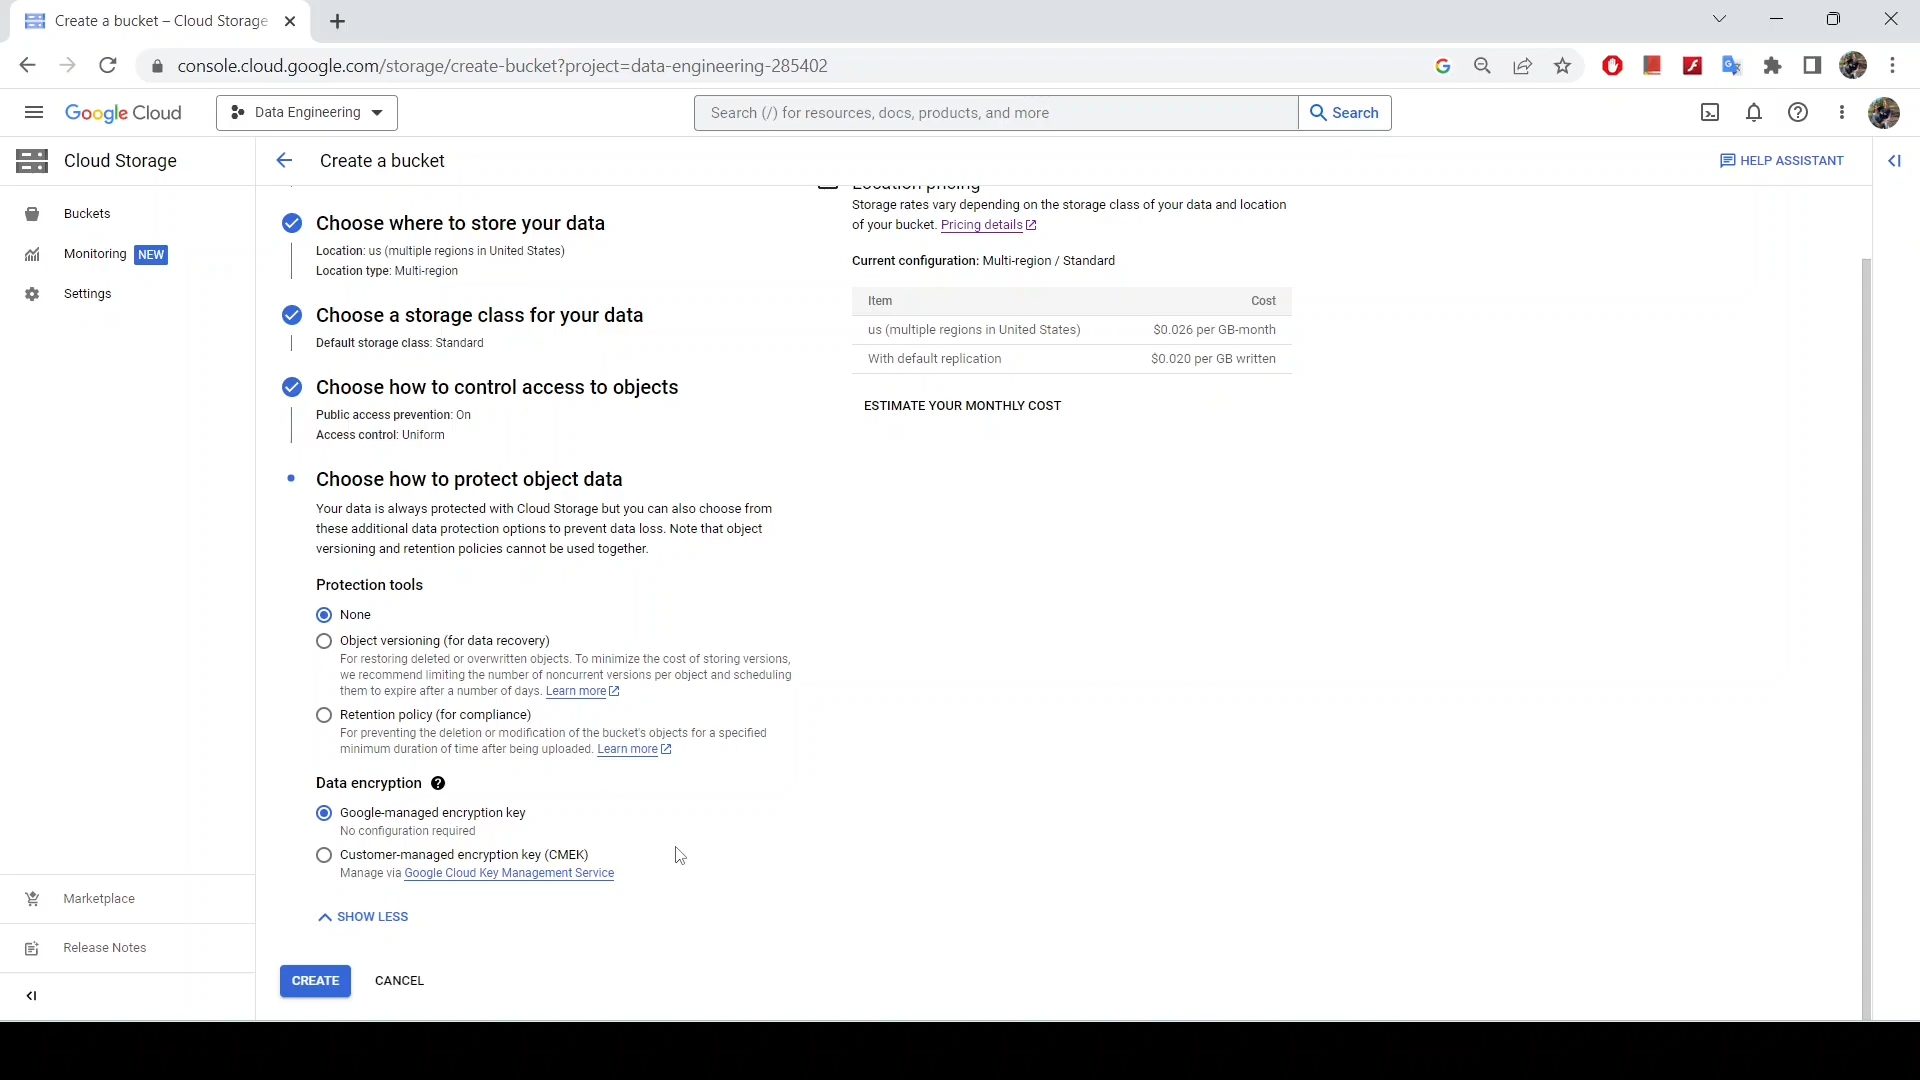 Create a bucket – Cloud Storage
console.cloud.google.com/storage/create-bucket?project=data-engineering-285402
Google Cloud
Data Engineering
Search (/) for resources, docs, products, and more
Search
Cloud Storage
Create a bucket
HELP ASSISTANT
Buckets
Monitoring NEW
Settings
Marketplace
Release Notes
Choose where to store your data
Location: us (multiple regions in United States)
Location type: Multi-region
Choose a storage class for your data
Default storage class: Standard
Choose how to control access to objects
Public access prevention: On
Access control: Uniform
Choose how to protect object data
Your data is always protected with Cloud Storage but you can also choose from
these additional data protection options to prevent data loss. Note that object
versioning and retention policies cannot be used together.
Protection tools
None
Object versioning (for data recovery)
For restoring deleted or overwritten objects. To minimize the cost of storing versions,
we recommend limiting the number of noncurrent versions per object and scheduling
them to expire after a number of days. Learn more
Retention policy (for compliance)
For preventing the deletion or modification of the bucket's objects for a specified
minimum duration of time after being uploaded. Learn more
Data encryption
Google-managed encryption key
No configuration required
Customer-managed encryption key (CMEK)
Manage via Google Cloud Key Management Service
SHOW LESS
CREATE
CANCEL
Location pricing
Storage rates vary depending on the storage class of your data and location
of your bucket. Pricing details
Current configuration: Multi-region / Standard
Item Cost
us (multiple regions in United States) $0.026 per GB-month
With default replication $0.020 per GB written
ESTIMATE YOUR MONTHLY COST